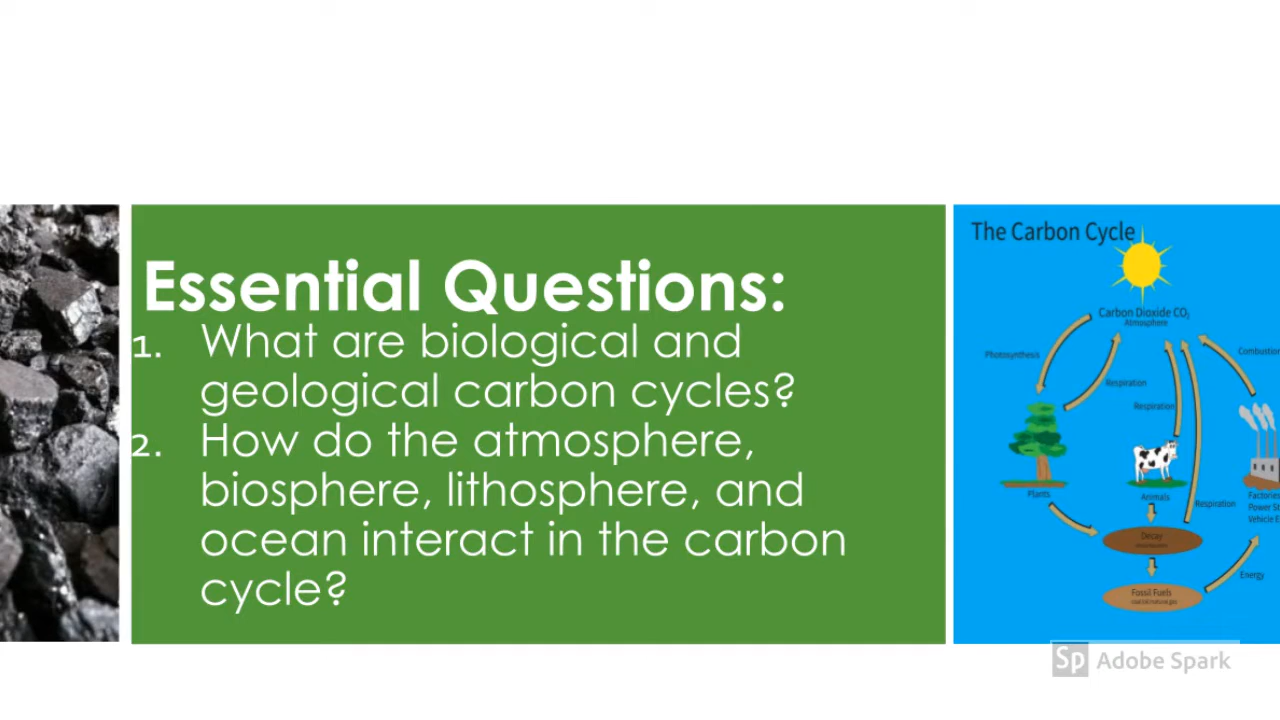 Essential Questions:
1. What are biological and
geological carbon cycles?
2. How do the atmosphere,
biosphere, lithosphere, and
ocean interact in the carbon
cycle?
The Carbon Cycle
Carbon Dioxide CO₂
Atmosphere
Photosynthesis
Combustion
Respiration
Respiration
Plants
Animals
Respiration
Factories
Decay
Energy
Fossil Fuels
Sp Adobe Spark